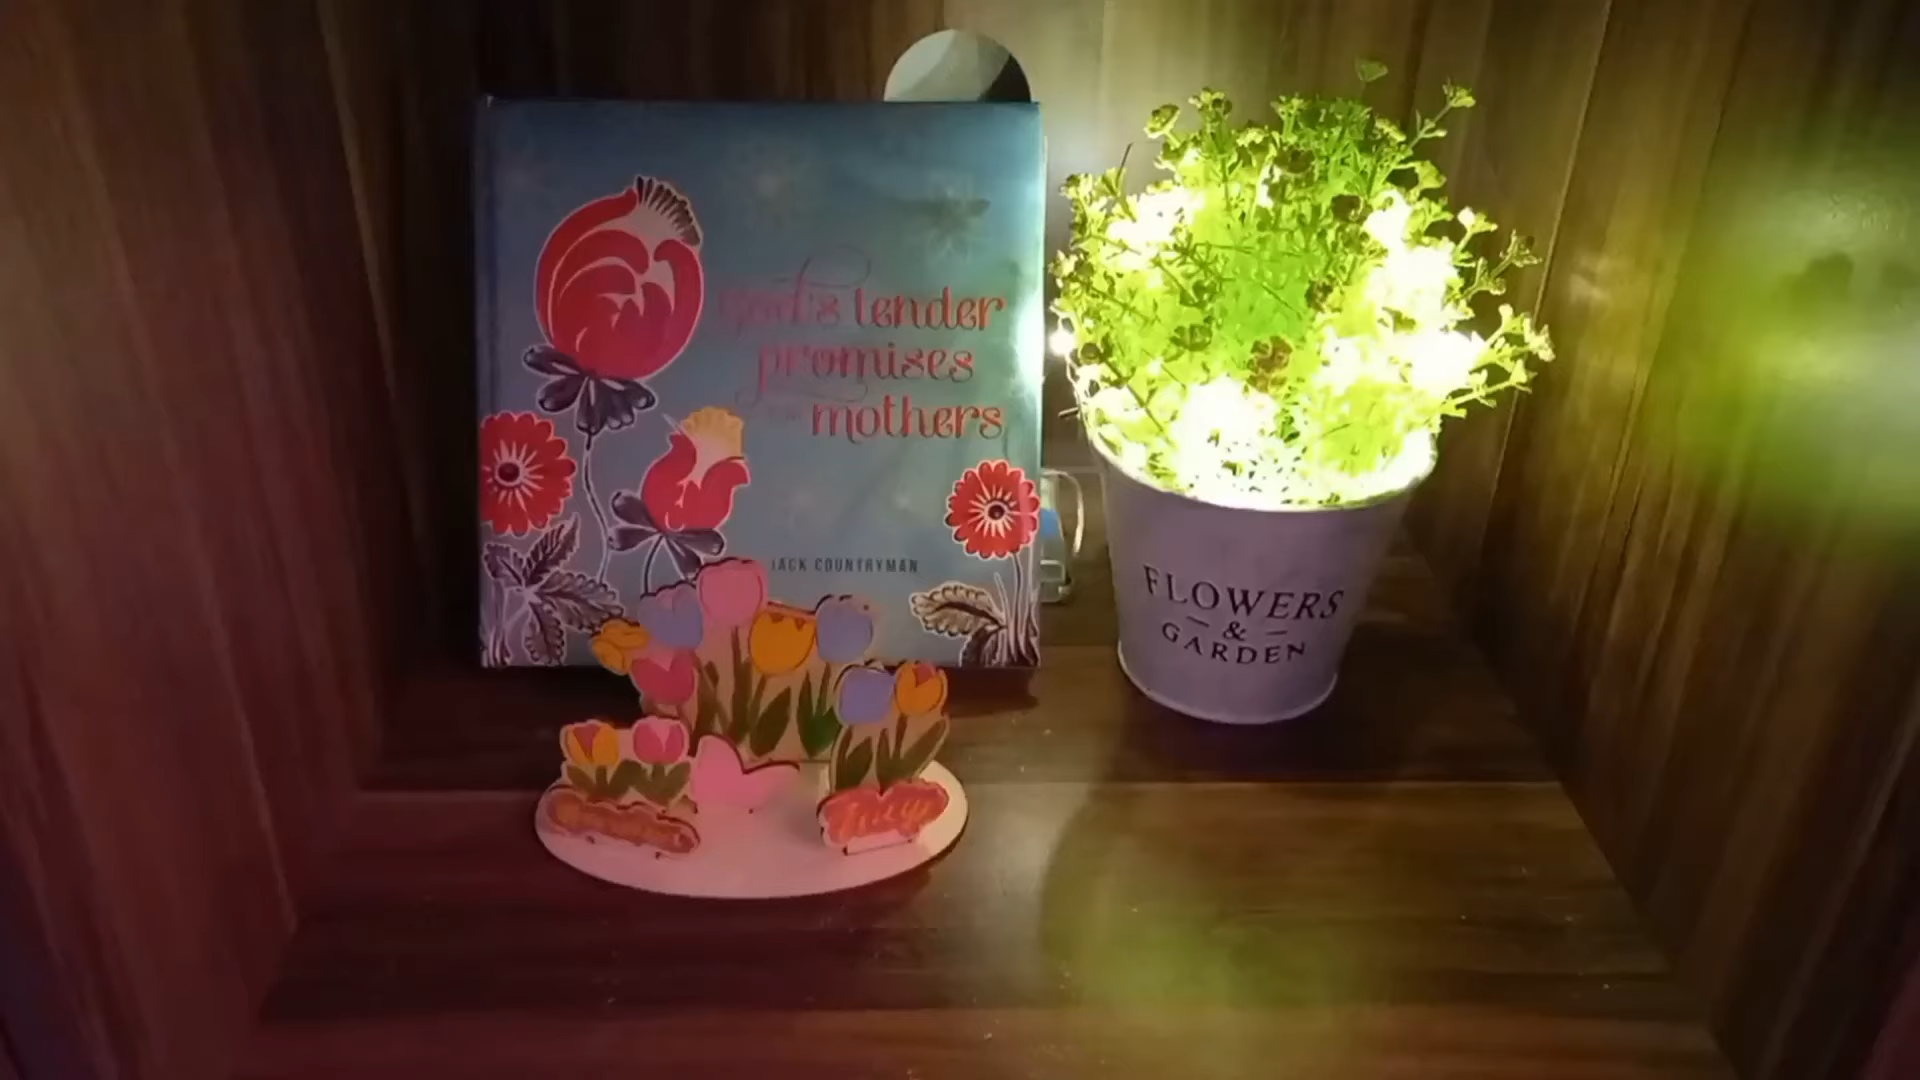 God's tender
promises
mothers
JACK COUNTRYMAN
FLOWERS
&
GARDEN